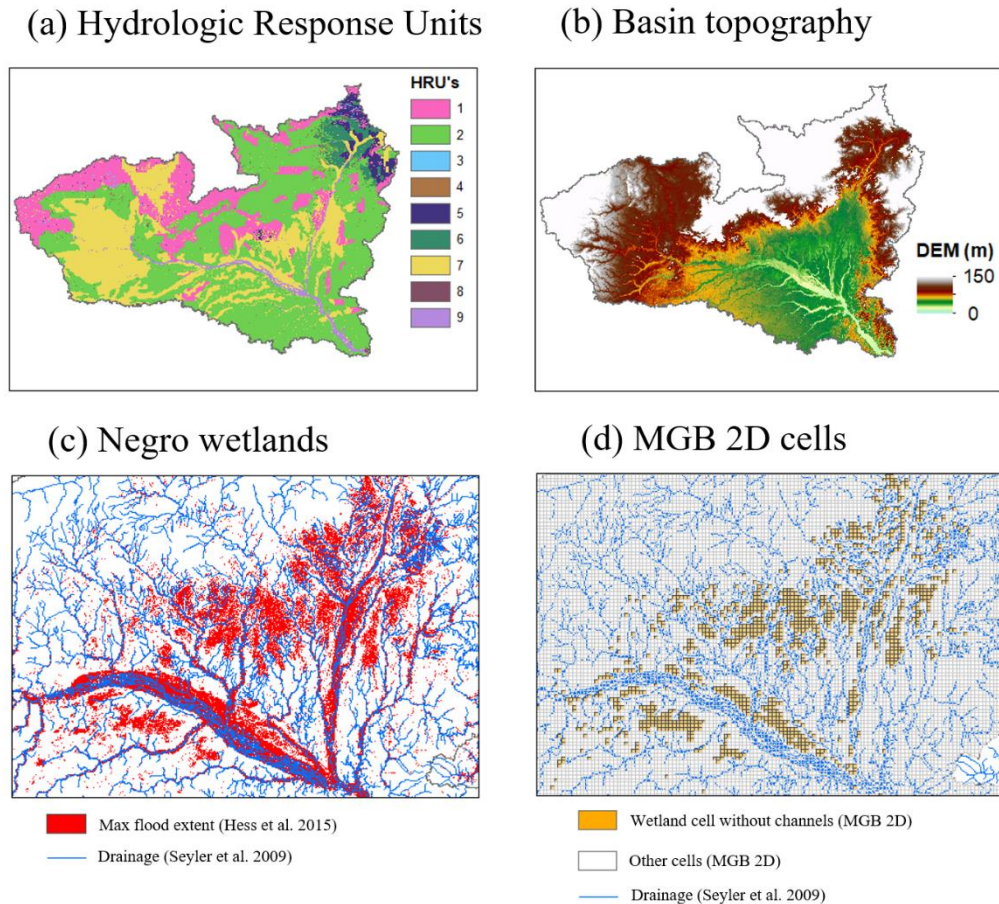 (a) Hydrologic Response Units
(b) Basin topography
HRU's
1
2
3
4
5
6
7
8
9
DEM (m)
150
0
(c) Negro wetlands
(d) MGB 2D cells
Max flood extent (Hess et al. 2015)
Drainage (Seyler et al. 2009)
Wetland cell without channels (MGB 2D)
Other cells (MGB 2D)
Drainage (Seyler et al. 2009)